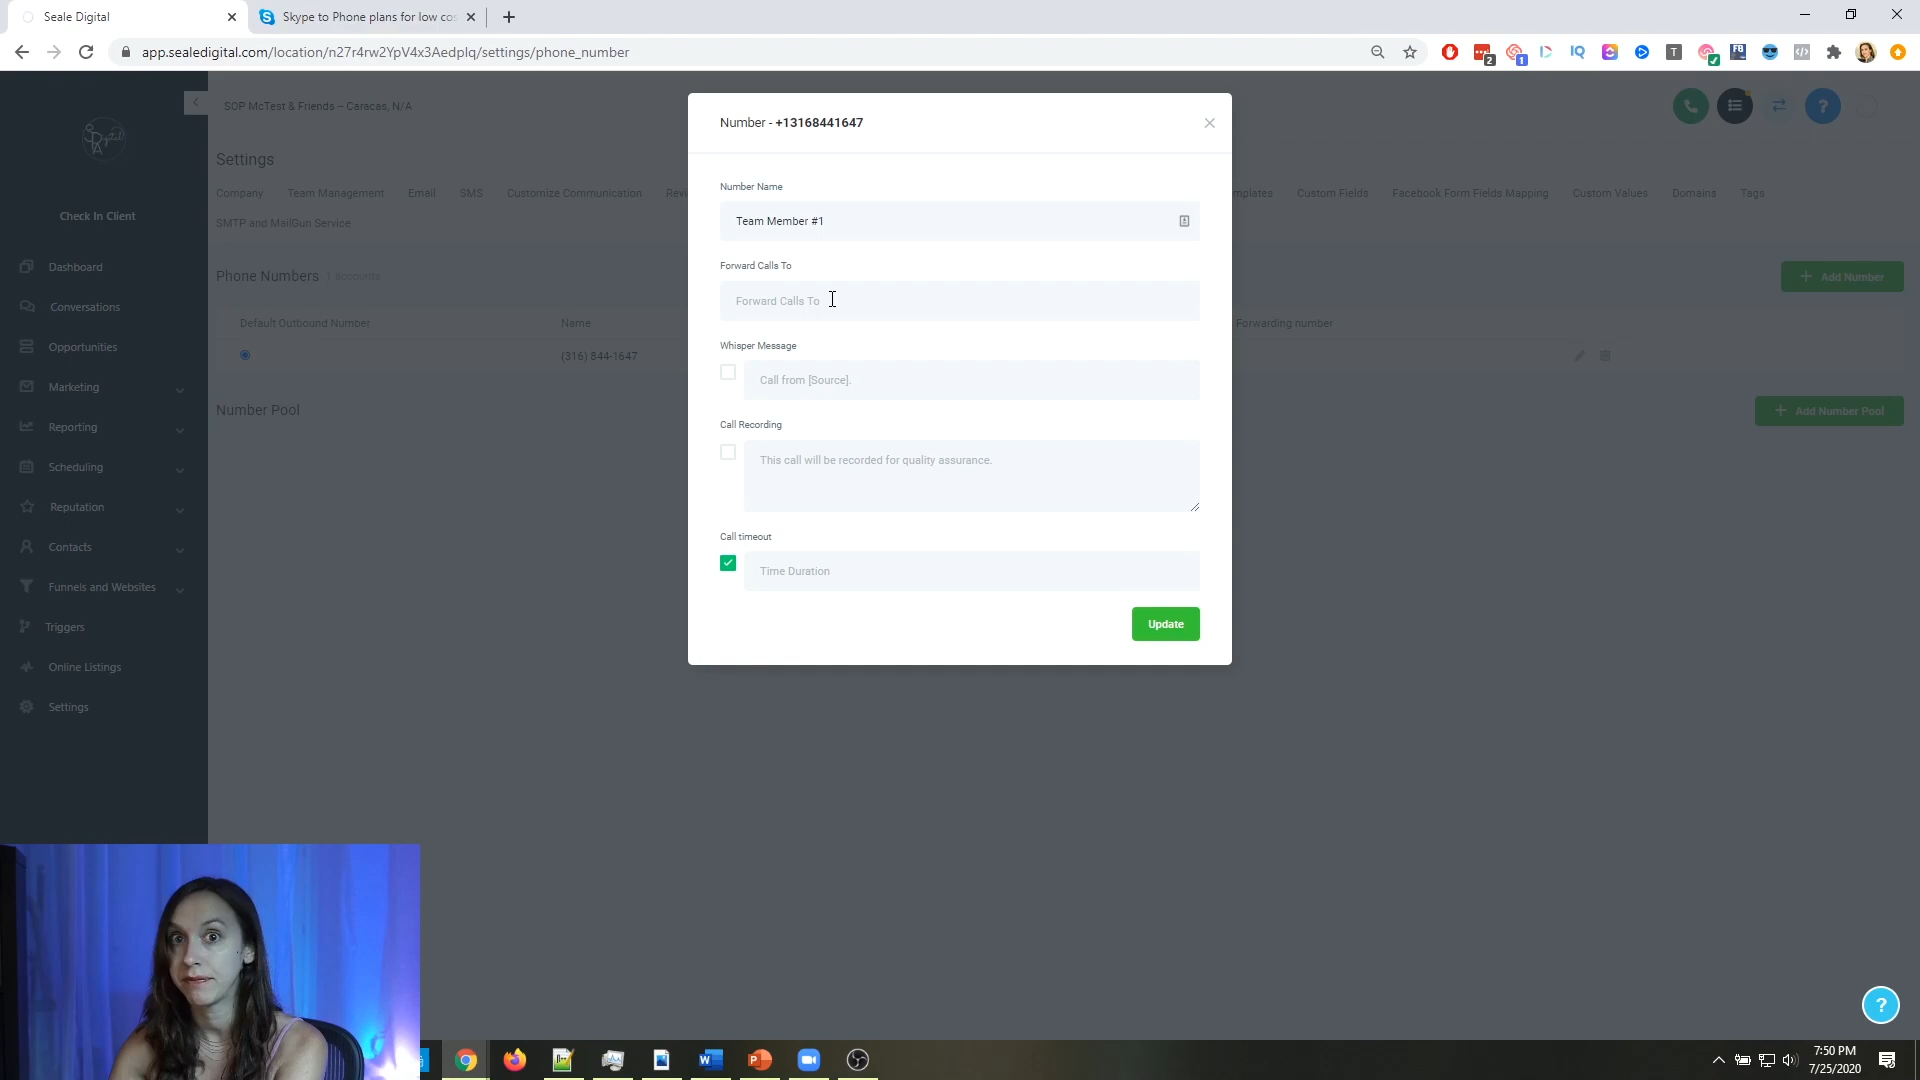 Seale Digital
Skype to Phone plans for low cos
app.sealedigital.com/location/n27r4rw2YpV4x3Aedplq/settings/phone_number
SOP McTest & Friends – Caracas, N/A
Settings
Company Team Management Email SMS Customize Communication Revi mplates Custom Fields Facebook Form Fields Mapping Custom Values Domains Tags
SMTP and MailGun Service
Phone Numbers 1 accounts
Add Number
Default Outbound Number Name Forwarding number
(316) 844-1647
Number Pool
Add Number Pool
Check In Client
Dashboard
Conversations
Opportunities
Marketing
Reporting
Scheduling
Reputation
Contacts
Funnels and Websites
Triggers
Online Listings
Settings
Number - +13168441647
Number Name
Team Member #1
Forward Calls To
Forward Calls To
Whisper Message
Call from [Source].
Call Recording
This call will be recorded for quality assurance.
Call timeout
Time Duration
Update
7:50 PM
7/25/2020